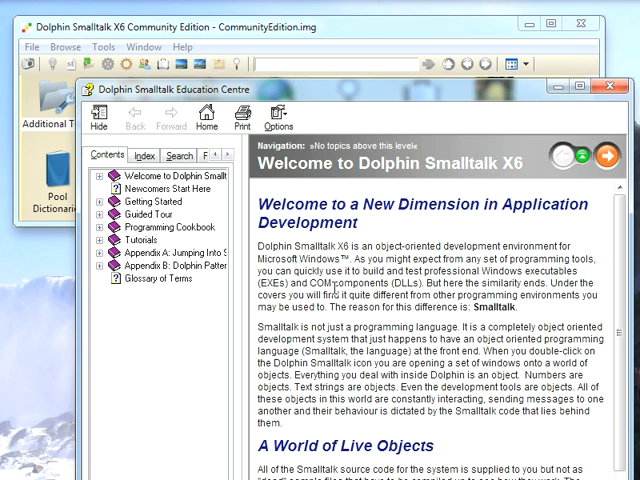 Dolphin Smalltalk X6 Community Edition - CommunityEdition.img
File Browse Tools Window Help
Dolphin Smalltalk Education Centre
Additional T
Hide Back Forward Home Print Options
Contents Index Search F
Navigation: »No topics above this level«
Welcome to Dolphin Smalltalk X6
Pool
Dictionari
Welcome to Dolphin Smallt
Newcomers Start Here
Getting Started
Guided Tour
Programming Cookbook
Tutorials
Appendix A: Jumping Into S
Appendix B: Dolphin Patter
Glossary of Terms
Welcome to a New Dimension in Application
Development
Dolphin Smalltalk X6 is an object-oriented development environment for
Microsoft Windows™. As you might expect from any set of programming tools,
you can quickly use it to build and test professional Windows executables
(EXEs) and COM components (DLLs). But here the similarity ends. Under the
covers you will find it quite different from other programming environments you
may be used to. The reason for this difference is: Smalltalk.
Smalltalk is not just a programming language. It is a completely object oriented
development system that just happens to have an object oriented programming
language (Smalltalk, the language) at the front end. When you double-click on
the Dolphin Smalltalk icon you are opening a set of windows onto a world of
objects. Everything you deal with inside Dolphin is an object. Numbers are
objects. Text strings are objects. Even the development tools are objects. All of
these objects in this world are constantly interacting, sending messages to one
another and their behaviour is dictated by the Smalltalk code that lies behind
them.
A World of Live Objects
All of the Smalltalk source code for the system is supplied to you but not as